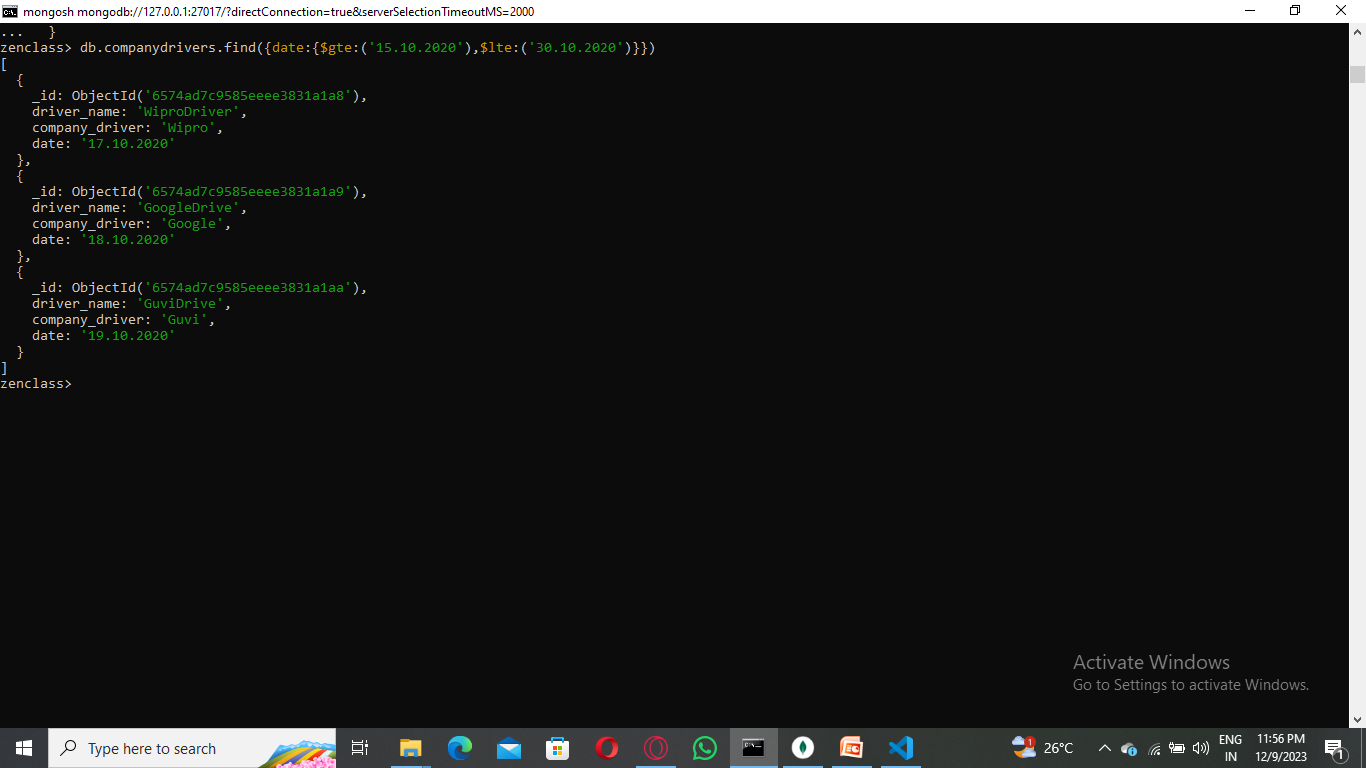 mongosh mongodb://127.0.0.1:27017/?directConnection=true&serverSelectionTimeoutMS=2000
...   }
zenclass> db.companydrivers.find({date:{$gte:('15.10.2020'),$lte:('30.10.2020')}})
[
  {
    _id: ObjectId('6574ad7c9585eeee3831a1a8'),
    driver_name: 'WiproDriver',
    company_driver: 'Wipro',
    date: '17.10.2020'
  },
  {
    _id: ObjectId('6574ad7c9585eeee3831a1a9'),
    driver_name: 'GoogleDrive',
    company_driver: 'Google',
    date: '18.10.2020'
  },
  {
    _id: ObjectId('6574ad7c9585eeee3831a1aa'),
    driver_name: 'GuviDrive',
    company_driver: 'Guvi',
    date: '19.10.2020'
  }
]
zenclass>
Activate Windows
Go to Settings to activate Windows.
Type here to search
26°C
ENG
IN
11:56 PM
12/9/2023